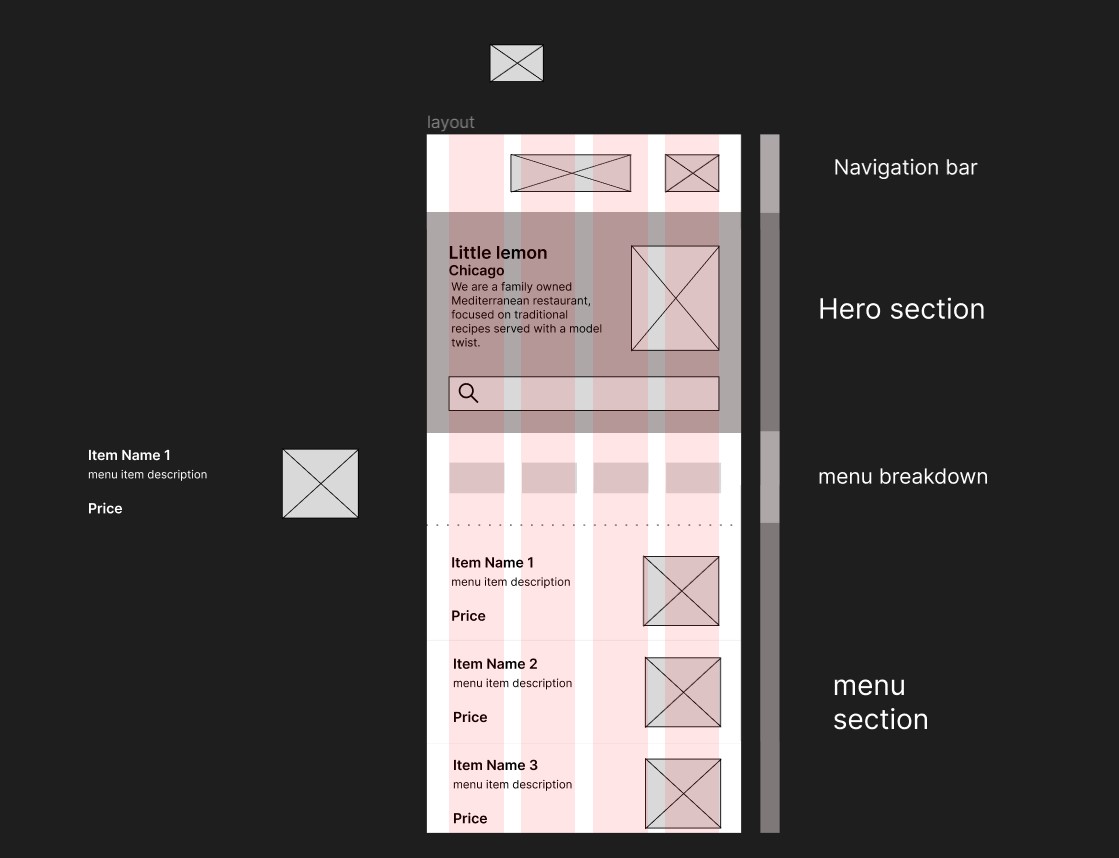 layout
Navigation bar
Little lemon
Chicago
We are a family owned
Mediterranean restaurant,
focused on traditional
recipes served with a model
twist.
Hero section
Item Name 1
menu item description
Price
menu breakdown
Item Name 1
menu item description
Price
Item Name 2
menu item description
Price
menu
section
Item Name 3
menu item description
Price